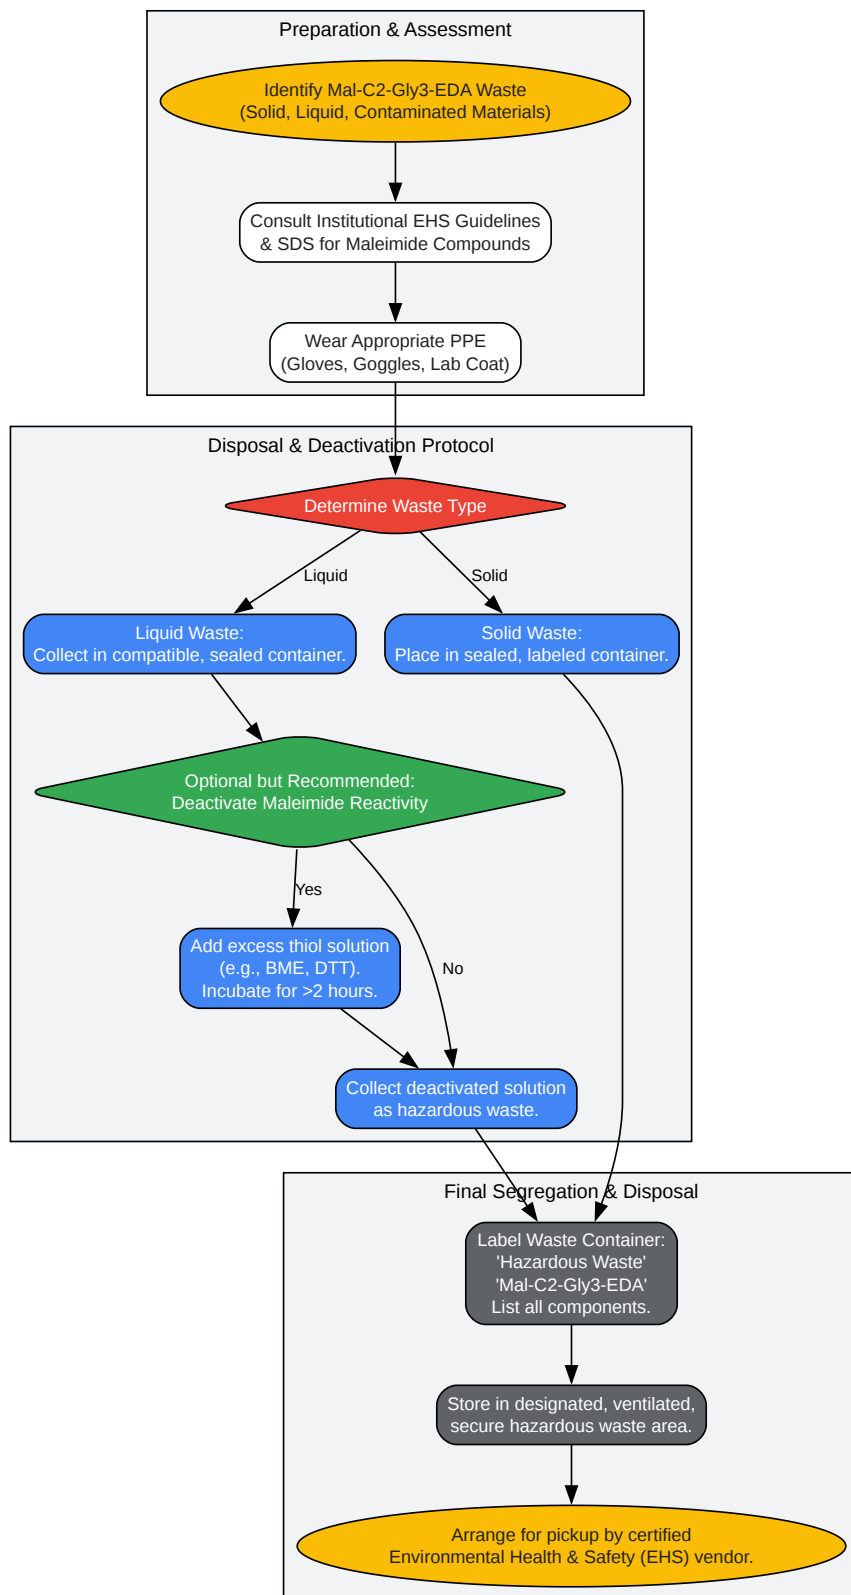 Preparation & Assessment
Identify Mal-C2-Gly3-EDA Waste
(Solid, Liquid, Contaminated Materials)
Consult Institutional EHS Guidelines
& SDS for Maleimide Compounds
Wear Appropriate PPE
(Gloves, Goggles, Lab Coat)
Disposal & Deactivation Protocol
Determine Waste Type
Liquid
Solid
Liquid Waste:
Collect in compatible, sealed container.
Solid Waste:
Place in sealed, labeled container.
Optional but Recommended:
Deactivate Maleimide Reactivity
Yes
No
Add excess thiol solution
(e.g., BME, DTT).
Incubate for >2 hours.
Collect deactivated solution
as hazardous waste.
Final Segregation & Disposal
Label Waste Container:
'Hazardous Waste'
'Mal-C2-Gly3-EDA'
List all components.
Store in designated, ventilated,
secure hazardous waste area.
Arrange for pickup by certified
Environmental Health & Safety (EHS) vendor.